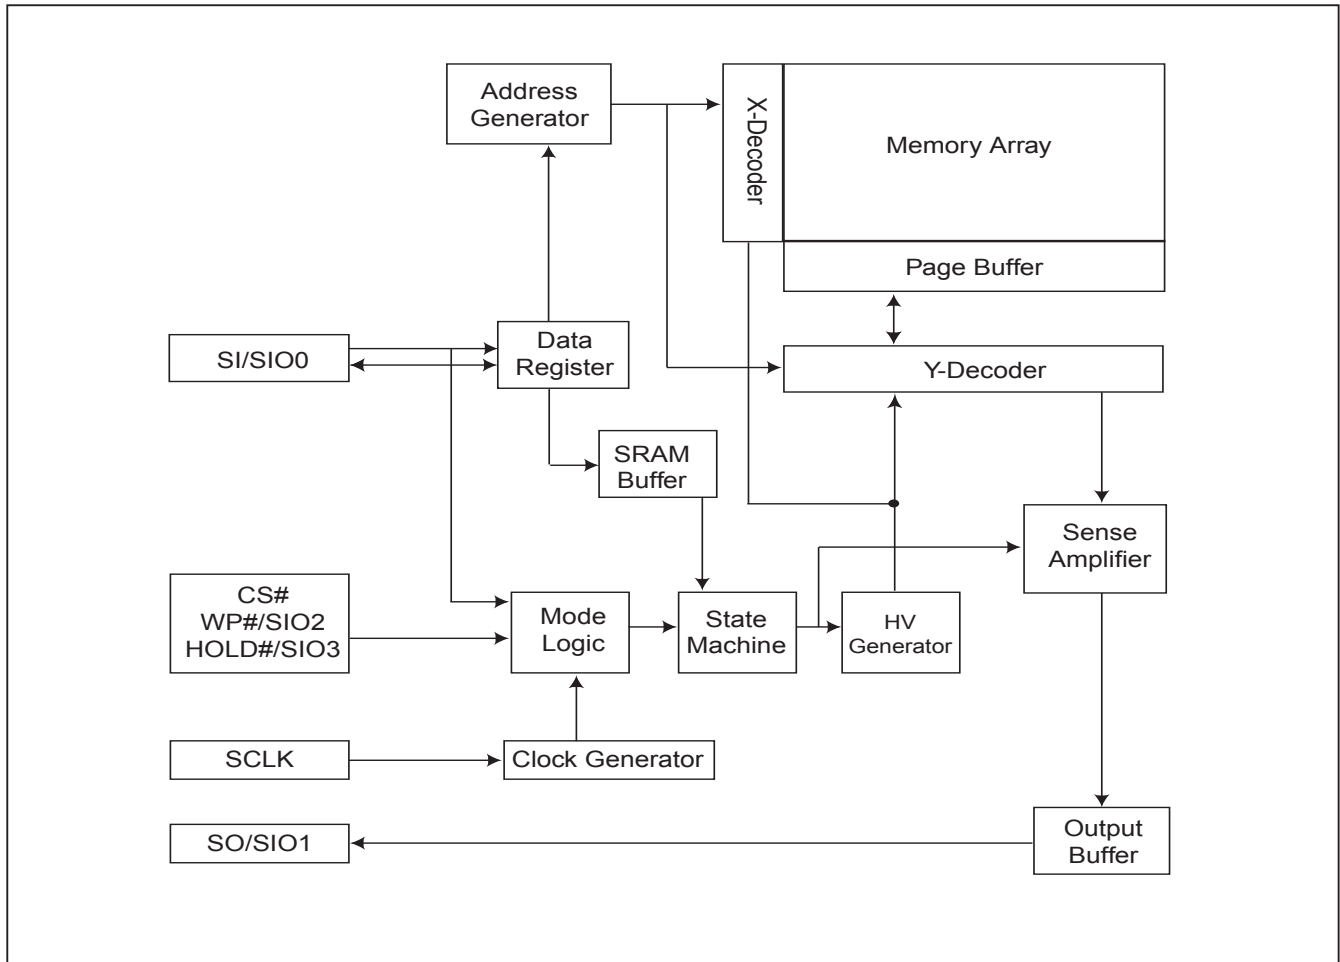 Address
Generator
X-Decoder
Memory Array
Page Buffer
SI/SIO0
Data
Register
Y-Decoder
SRAM
Buffer
Sense
Amplifier
CS#
WP#/SIO2
HOLD#/SIO3
Mode
Logic
State
Machine
HV
Generator
SCLK
Clock Generator
SO/SIO1
Output
Buffer